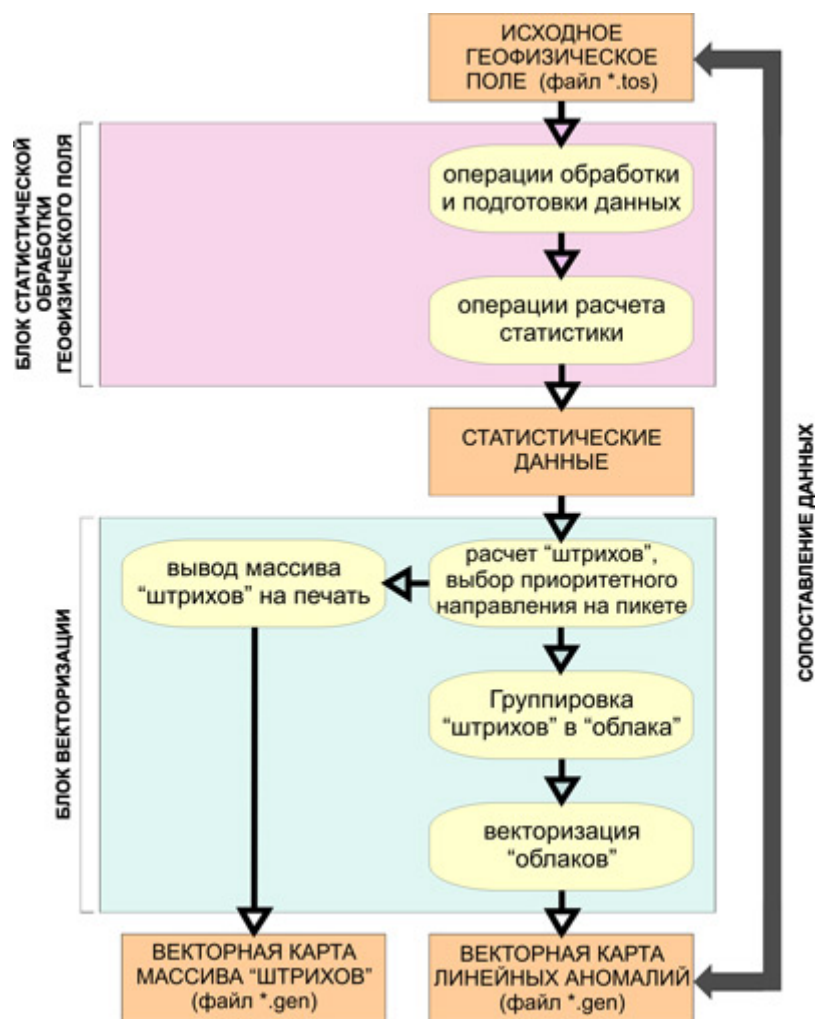 ИСХОДНОЕ
ГЕОФИЗИЧЕСКОЕ
ПОЛЕ (файл *.tos)
БЛОК СТАТИСТИЧЕСКОЙ
ОБРАБОТКИ
ГЕОФИЗИЧЕСКОГО ПОЛЯ
операции обработки
и подготовки данных
операции расчета
статистики
СТАТИСТИЧЕСКИЕ
ДАННЫЕ
СОПОСТАВЛЕНИЕ ДАННЫХ
БЛОК ВЕКТОРИЗАЦИИ
вывод массива
“штрихов” на печать
расчет “штрихов”,
выбор приоритетного
направления на пикете
Группировка
“штрихов” в “облака”
векторизация
“облаков”
ВЕКТОРНАЯ КАРТА
МАССИВА “ШТРИХОВ”
(файл *.gen)
ВЕКТОРНАЯ КАРТА
ЛИНЕЙНЫХ АНОМАЛИЙ
(файл *.gen)